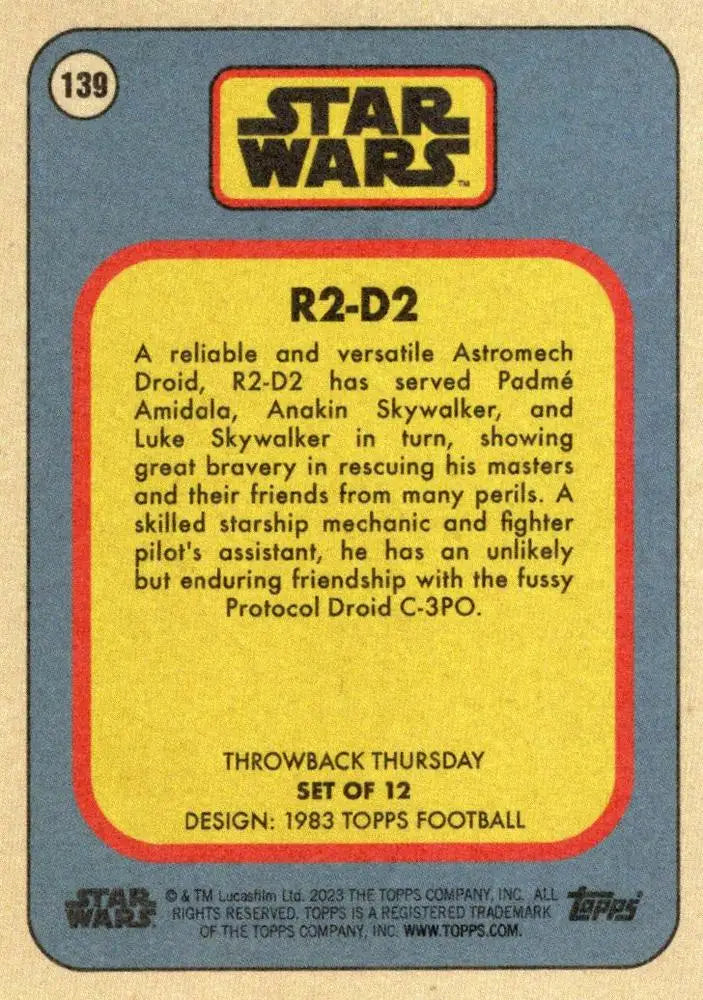 139
STAR
WARS
TM
R2-D2
A reliable and versatile Astromech
Droid, R2-D2 has served Padmé
Amidala, Anakin Skywalker, and
Luke Skywalker in turn, showing
great bravery in rescuing his masters
and their friends from many perils. A
skilled starship mechanic and fighter
pilot's assistant, he has an unlikely
but enduring friendship with the fussy
Protocol Droid C-3PO.
THROWBACK THURSDAY
SET OF 12
DESIGN: 1983 TOPPS FOOTBALL
STAR
WARS
© & TM Lucasfilm Ltd. 2023 THE TOPPS COMPANY, INC. ALL
RIGHTS RESERVED. TOPPS IS A REGISTERED TRADEMARK
OF THE TOPPS COMPANY, INC. WWW.TOPPS.COM.
topps